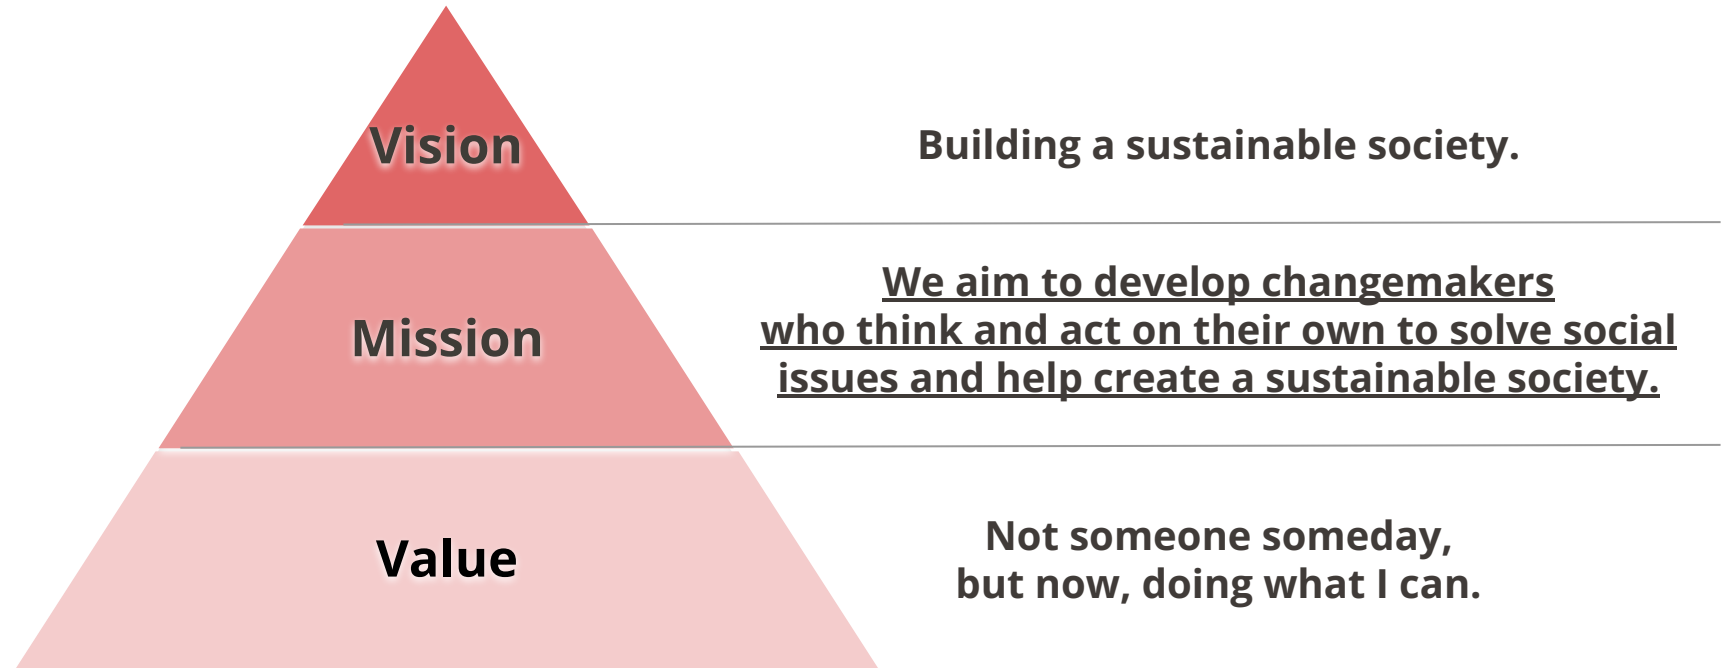 Vision
Building a sustainable society.
Mission
We aim to develop changemakers
who think and act on their own to solve social
issues and help create a sustainable society.
Value
Not someone someday,
but now, doing what I can.